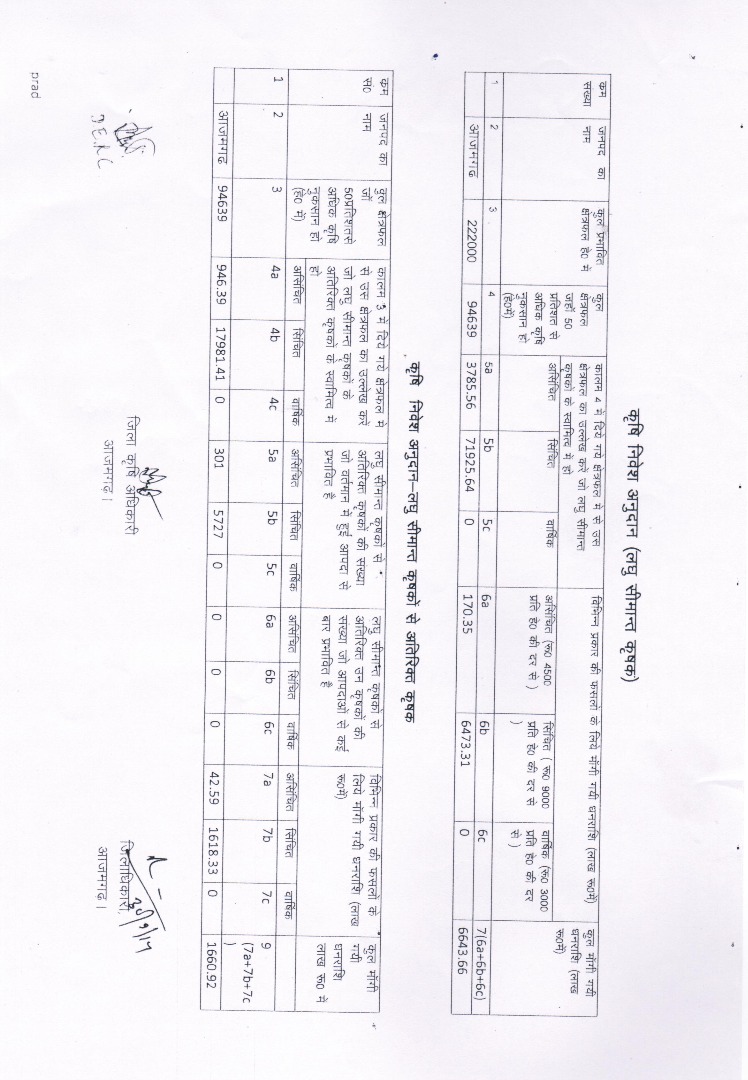 कृषि निवेश अनुदान (लघु सीमान्त कृषक)
क्रम संख्या | जनपद का नाम | कुल प्रभावित क्षेत्रफल हे0 में | कुल क्षेत्रफल जहाँ 50 प्रतिशत से अधिक कृषि नुकसान हो (हे0में) | कालम 4 में दिये गये क्षेत्रफल में से उस क्षेत्रफल का उल्लेख करें जो लघु सीमान्त कृषकों के स्वामित्व में हो | विभिन्न प्रकार की फसलों के लिये माँगी गयी धनराशि (लाख रू0में) | कुल माँगी गयी धनराशि (लाख रू0में)
असिंचित | सिंचित | वार्षिक | असिंचित (रू0 4500 प्रति हे0 की दर से ) | सिंचित ( रू0 9000 प्रति हे0 की दर से ) | वार्षिक (रू0 3000 प्रति हे0 की दर से )
1 | 2 | 3 | 4 | 5a | 5b | 5c | 6a | 6b | 6c | 7(6a+6b+6c)
आजमगढ | 222000 | 94639 | 3785.56 | 71925.64 | 0 | 170.35 | 6473.31 | 0 | 6643.66
कृषि निवेश अनुदान–लघु सीमान्त कृषकों से अतिरिक्त कृषक
क्रम सं0 | जनपद का नाम | कुल क्षेत्रफल जों 50प्रतिशतसे अधिक कृषि नुकसान हो (हे0 में) | कालम 3 में दिये गये क्षेत्रफल में से उस क्षेत्रफल का उल्लेख करें जो लघु सीमान्त कृषकों के अतिरिक्त कृषकों के स्वामित्व में हो | लघु सीमान्त कृषकों से अतिरिक्त कृषकों की संख्या जो वर्तमान में हुई आपदा से प्रभावित है | लघु सीमान्त कृषकों से अतिरिक्त उन कृषकों की संख्या जो आपदाओं से कई बार प्रभावित है | विभिन्न प्रकार की फसलों के लिये माँगी गयी धनराशि (लाख रू0में) | कुल माँगी गयी धनराशि लाख रू0 में
असिंचित | सिंचित | वार्षिक | असिंचित | सिंचित | वार्षिक | असिंचित | सिंचित | वार्षिक | असिंचित | सिंचित | वार्षिक
1 | 2 | 3 | 4a | 4b | 4c | 5a | 5b | 5c | 6a | 6b | 6c | 7a | 7b | 7c | 9 (7a+7b+7c )
आजमगढ | 94639 | 946.39 | 17981.41 | 0 | 301 | 5727 | 0 | 0 | 0 | 0 | 42.59 | 1618.33 | 0 | 1660.92
जिला कृषि अधिकारी
आजमगढ।
जिलाधिकारी,
आजमगढ।
prad